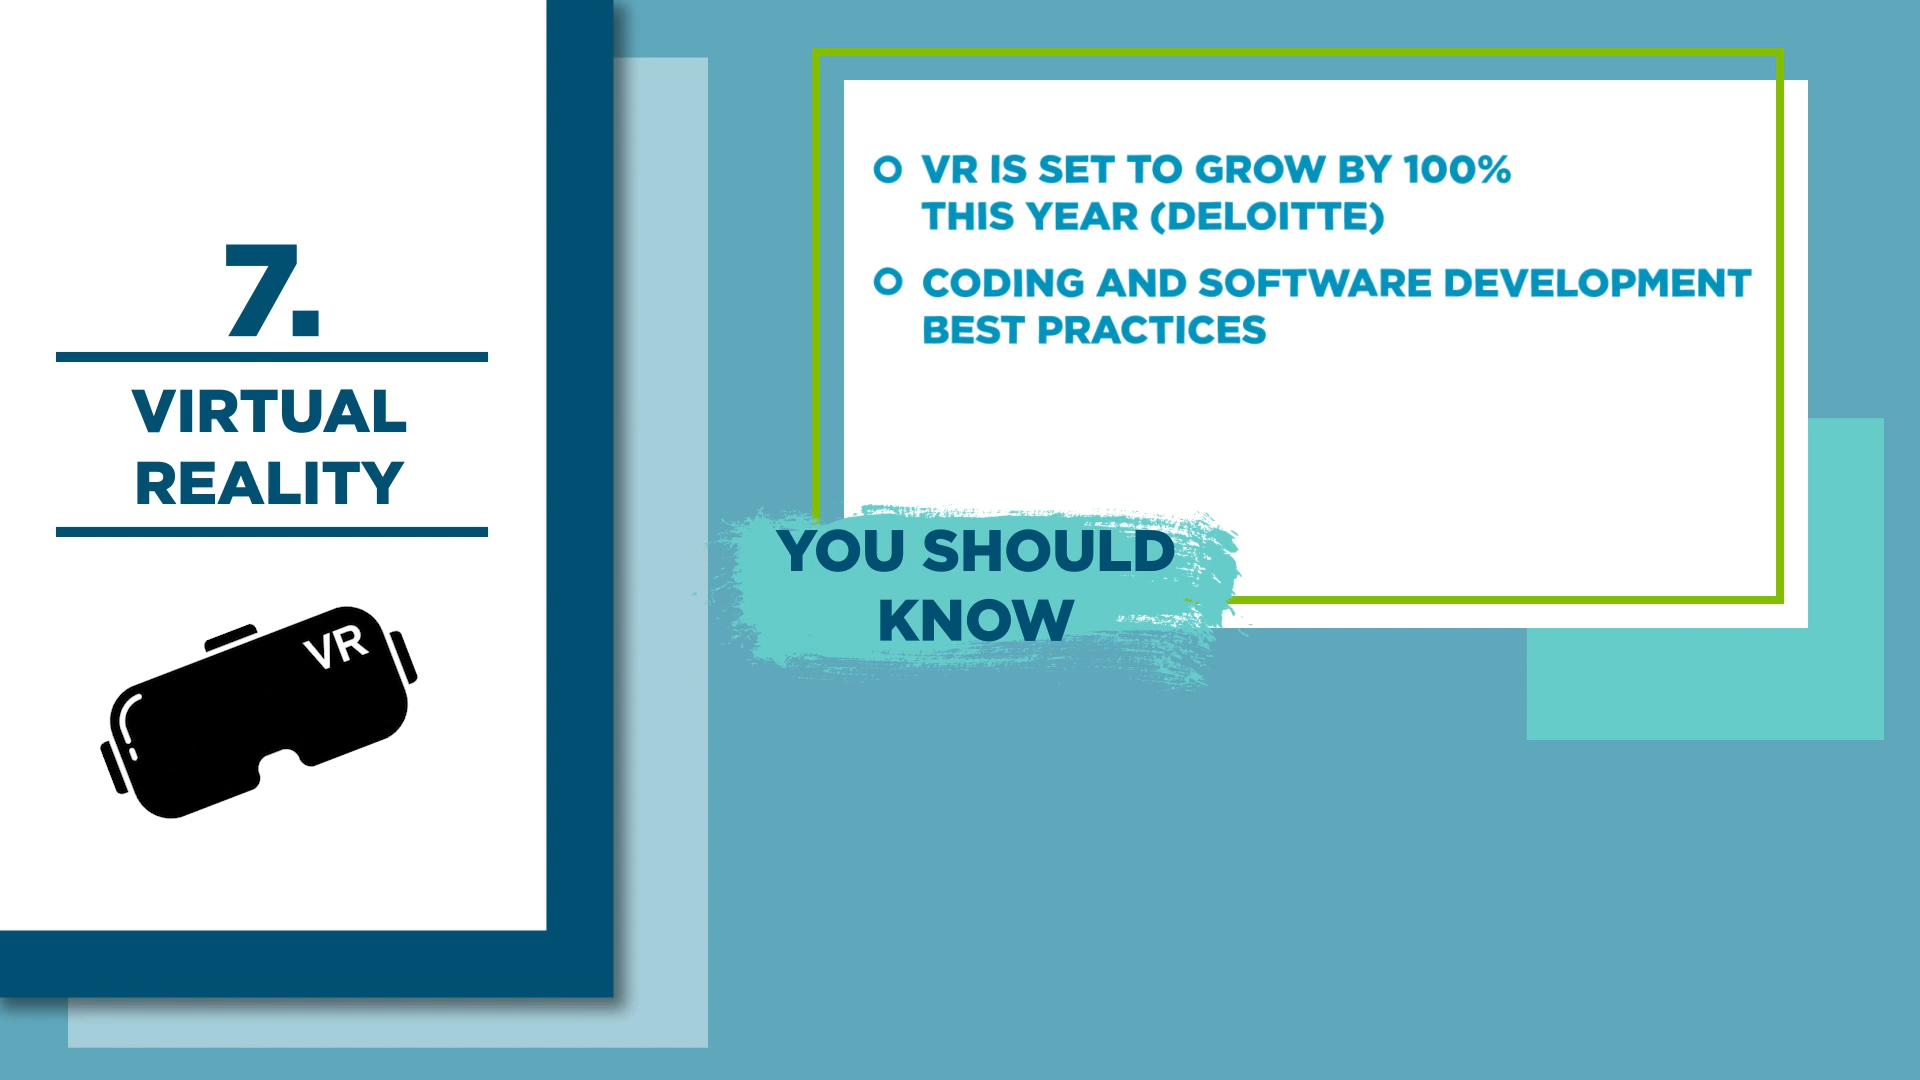 7.
VIRTUAL
REALITY
VR
VR IS SET TO GROW BY 100%
THIS YEAR (DELOITTE)
CODING AND SOFTWARE DEVELOPMENT
BEST PRACTICES
YOU SHOULD
KNOW